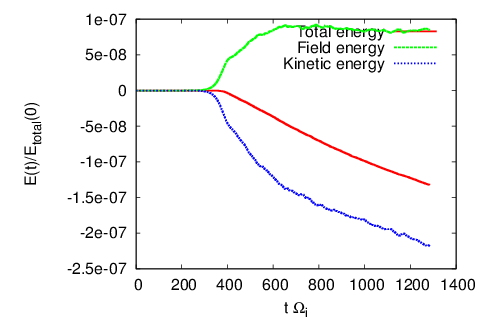 1e-07
5e-08
0
-5e-08
-1e-07
-1.5e-07
-2e-07
-2.5e-07
E(t)/E_total(0)
Total energy
Field energy
Kinetic energy
0 200 400 600 800 1000 1200 1400
t Ω_i